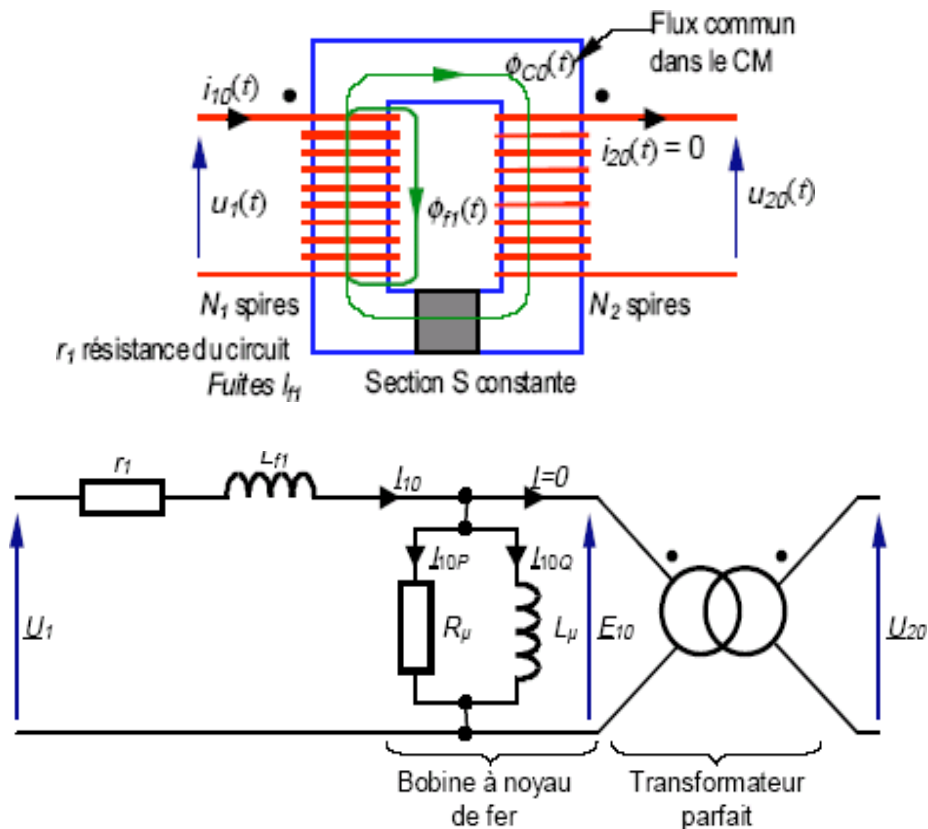 Flux commun
dans le CM
ϕC0(t)
i10(t)
i20(t) = 0
u1(t)
ϕf1(t)
u20(t)
N1 spires
N2 spires
r1 résistance du circuit
Fuites lf1
Section S constante
r1
Lf1
I10
I=0
I10P
I10Q
U1
Rμ
Lμ
E10
U20
Bobine à noyau
de fer
Transformateur
parfait